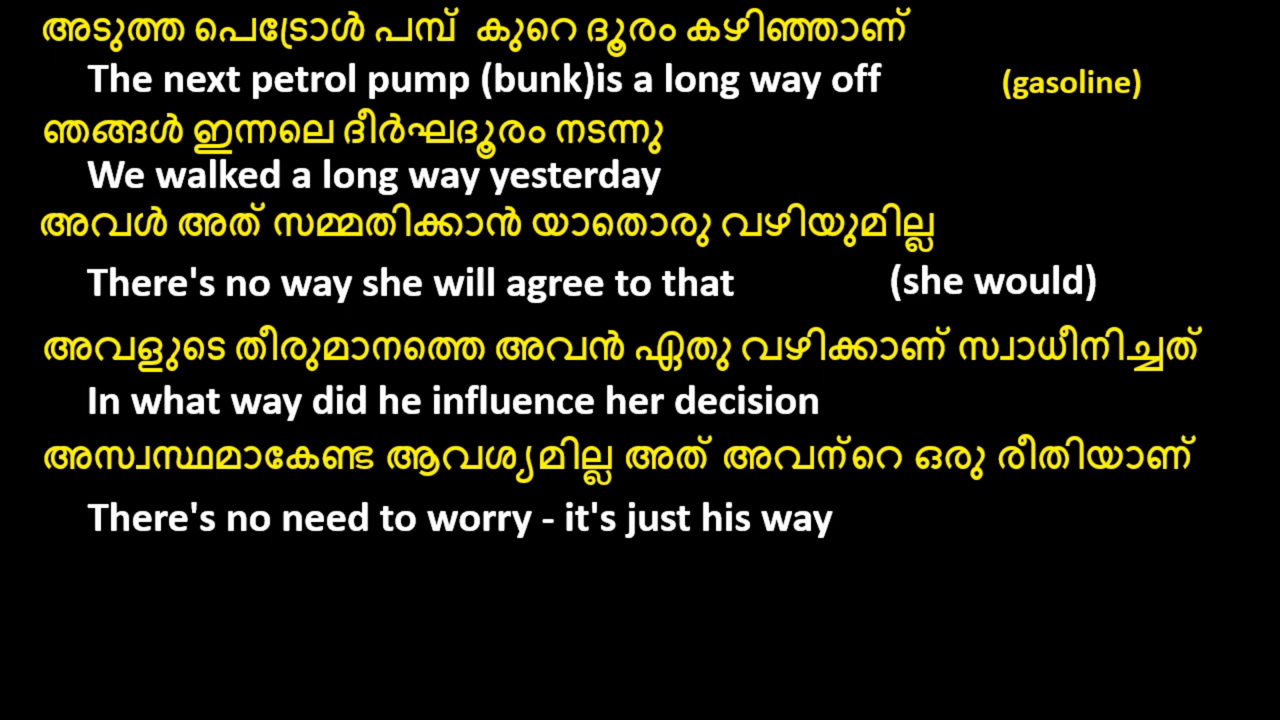 അടുത്ത പെട്രോൾ പമ്പ് കുറെ ദൂരം കഴിഞ്ഞാണ്
The next petrol pump (bunk)is a long way off (gasoline)
ഞങ്ങൾ ഇന്നലെ ദീർഘദൂരം നടന്നു
We walked a long way yesterday
അവൾ അത് സമ്മതിക്കാൻ യാതൊരു വഴിയുമില്ല
There's no way she will agree to that (she would)
അവളുടെ തീരുമാനത്തെ അവൻ ഏതു വഴിക്കാണ് സ്വാധീനിച്ചത്
In what way did he influence her decision
അസ്വസ്ഥമാകേണ്ട ആവശ്യമില്ല അത് അവന്റെ ഒരു രീതിയാണ്
There's no need to worry - it's just his way